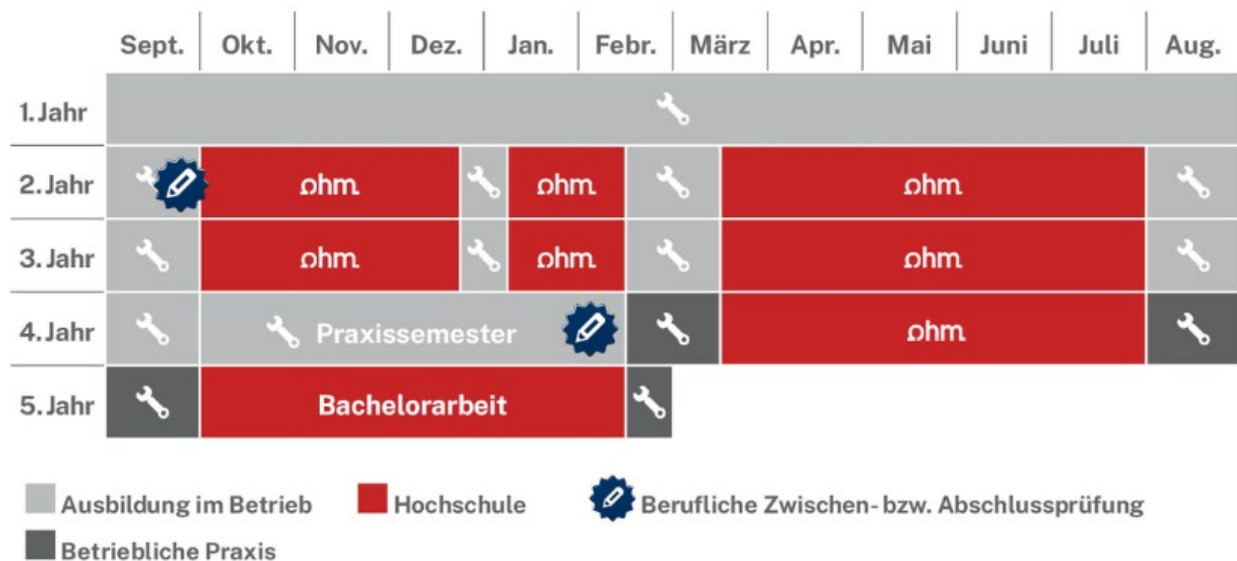 Sept. Okt. Nov. Dez. Jan. Febr. März Apr. Mai Juni Juli Aug.
1. Jahr
2. Jahr ohm ohm ohm
3. Jahr ohm ohm ohm
4. Jahr Praxissemester ohm
5. Jahr Bachelorarbeit
Ausbildung im Betrieb Hochschule Berufliche Zwischen- bzw. Abschlussprüfung
Betriebliche Praxis